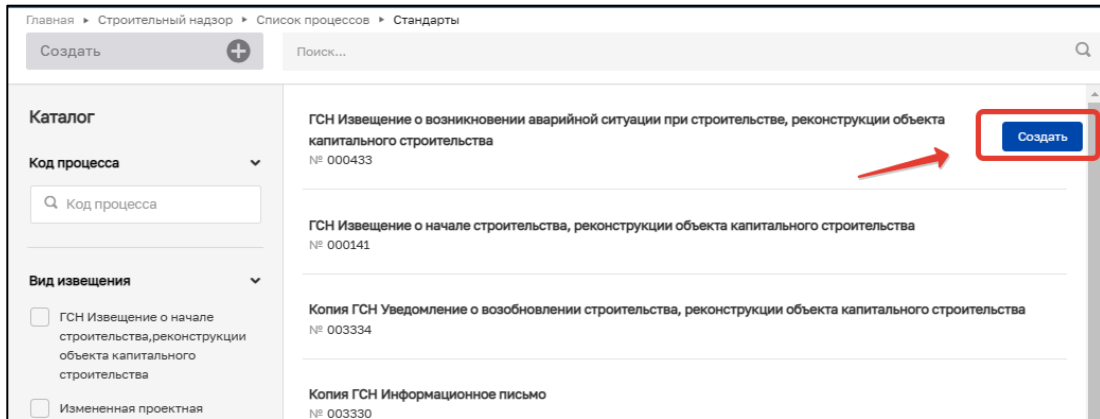 Главная ▸ Строительный надзор ▸ Список процессов ▸ Стандарты
Создать
Поиск...
Каталог
Код процесса
Код процесса
Вид извещения
ГСН Извещение о начале
строительства,реконструкции
объекта капитального
строительства
Измененная проектная
ГСН Извещение о возникновении аварийной ситуации при строительстве, реконструкции объекта
капитального строительства
№ 000433
Создать
ГСН Извещение о начале строительства, реконструкции объекта капитального строительства
№ 000141
Копия ГСН Уведомление о возобновлении строительства, реконструкции объекта капитального строительства
№ 003334
Копия ГСН Информационное письмо
№ 003330